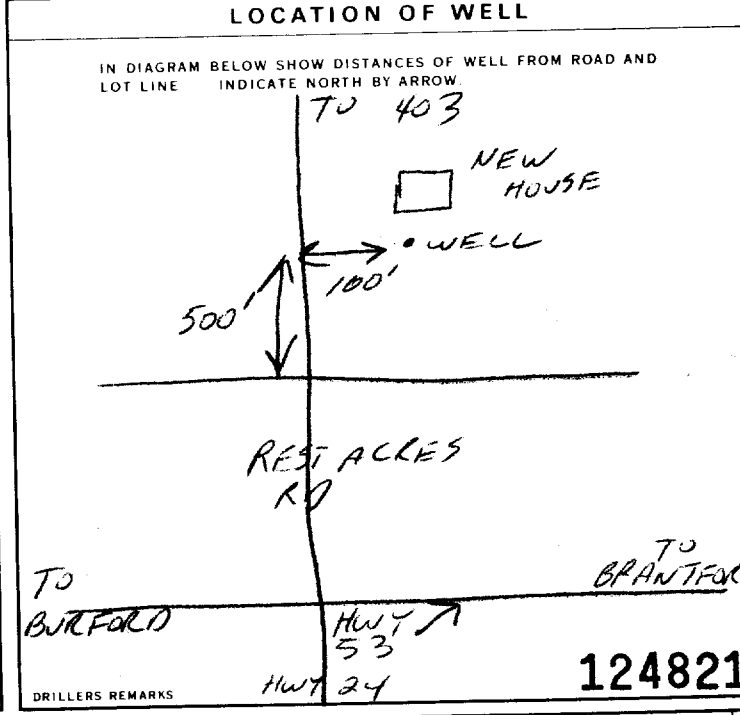 LOCATION OF WELL
IN DIAGRAM BELOW SHOW DISTANCES OF WELL FROM ROAD AND
LOT LINE INDICATE NORTH BY ARROW.
TO 403
NEW
HOUSE
WELL
100'
500'
REST ACRES
RD
TO
BURFORD
TO
BRANTFOR
HWY
53
HWY 24
DRILLERS REMARKS
124821